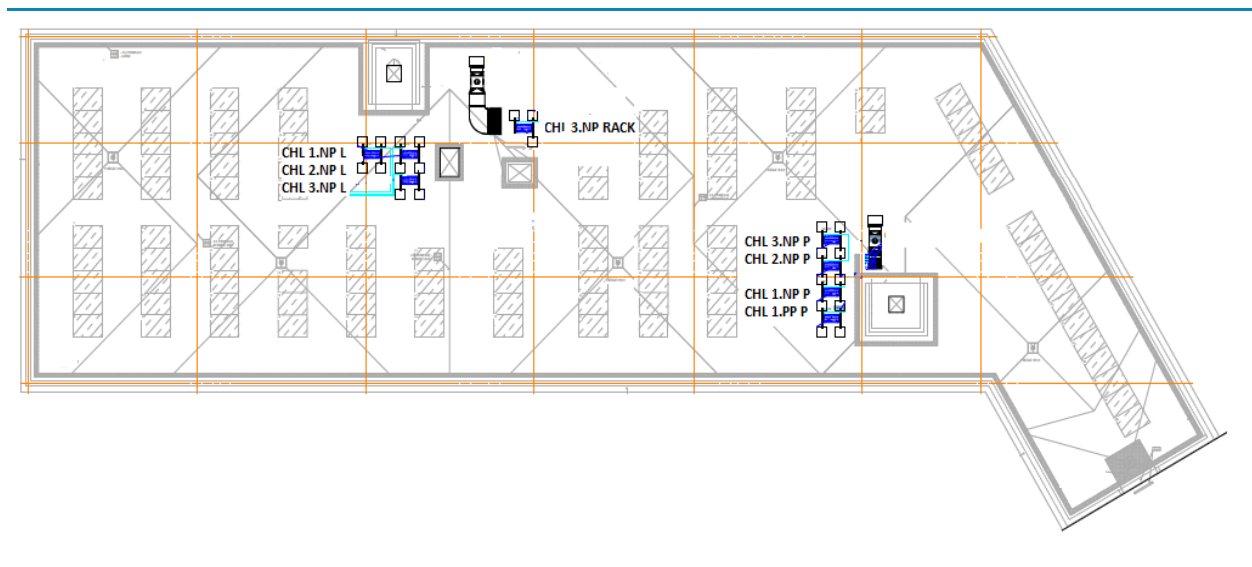 CHI 3.NP RACK
CHL 1.NP L
CHL 2.NP L
CHL 3.NP L
CHL 3.NP P
CHL 2.NP P
CHL 1.NP P
CHL 1.PP P